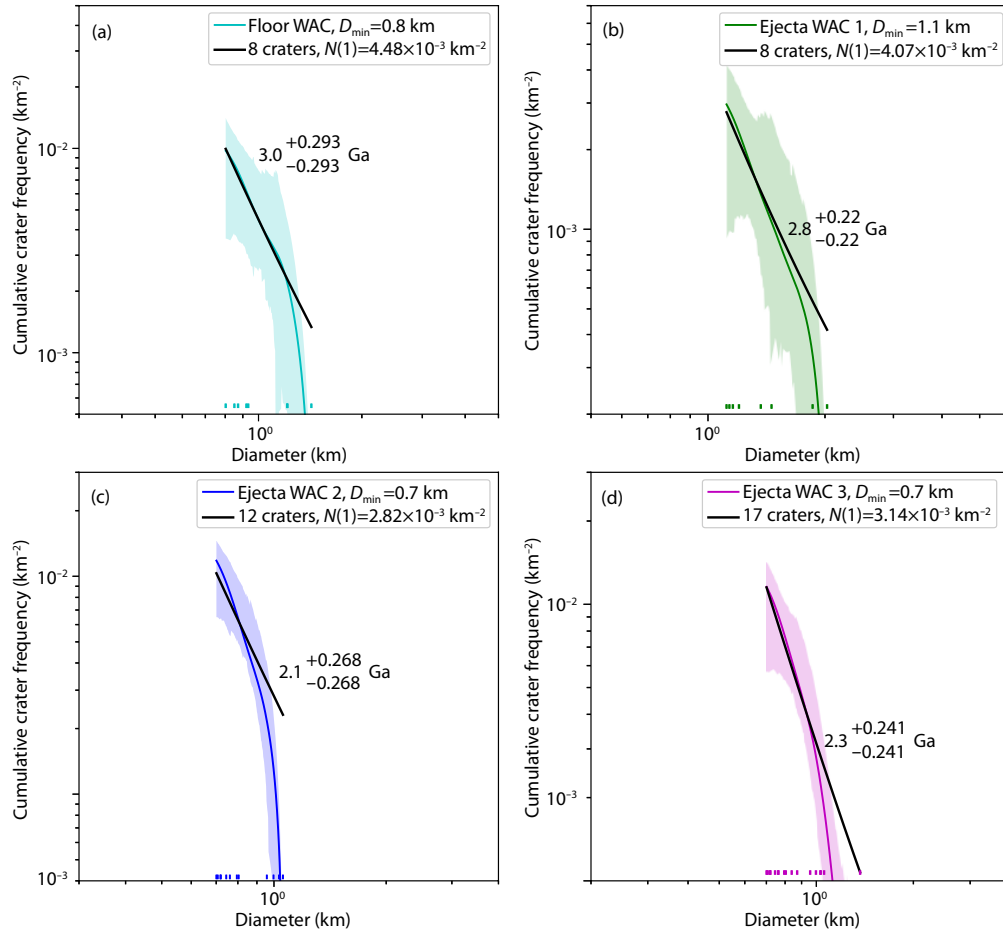 (a)
Floor WAC, Dmin=0.8 km
8 craters, N(1)=4.48×10⁻³ km⁻²
3.0 +0.293 −0.293 Ga
10⁻²
10⁻³
Cumulative crater frequency (km⁻²)
10⁰
Diameter (km)
(b)
Ejecta WAC 1, Dmin=1.1 km
8 craters, N(1)=4.07×10⁻³ km⁻²
2.8 +0.22 −0.22 Ga
10⁻³
Cumulative crater frequency (km⁻²)
10⁰
Diameter (km)
(c)
Ejecta WAC 2, Dmin=0.7 km
12 craters, N(1)=2.82×10⁻³ km⁻²
2.1 +0.268 −0.268 Ga
10⁻²
10⁻³
Cumulative crater frequency (km⁻²)
10⁰
Diameter (km)
(d)
Ejecta WAC 3, Dmin=0.7 km
17 craters, N(1)=3.14×10⁻³ km⁻²
2.3 +0.241 −0.241 Ga
10⁻²
10⁻³
Cumulative crater frequency (km⁻²)
10⁰
Diameter (km)